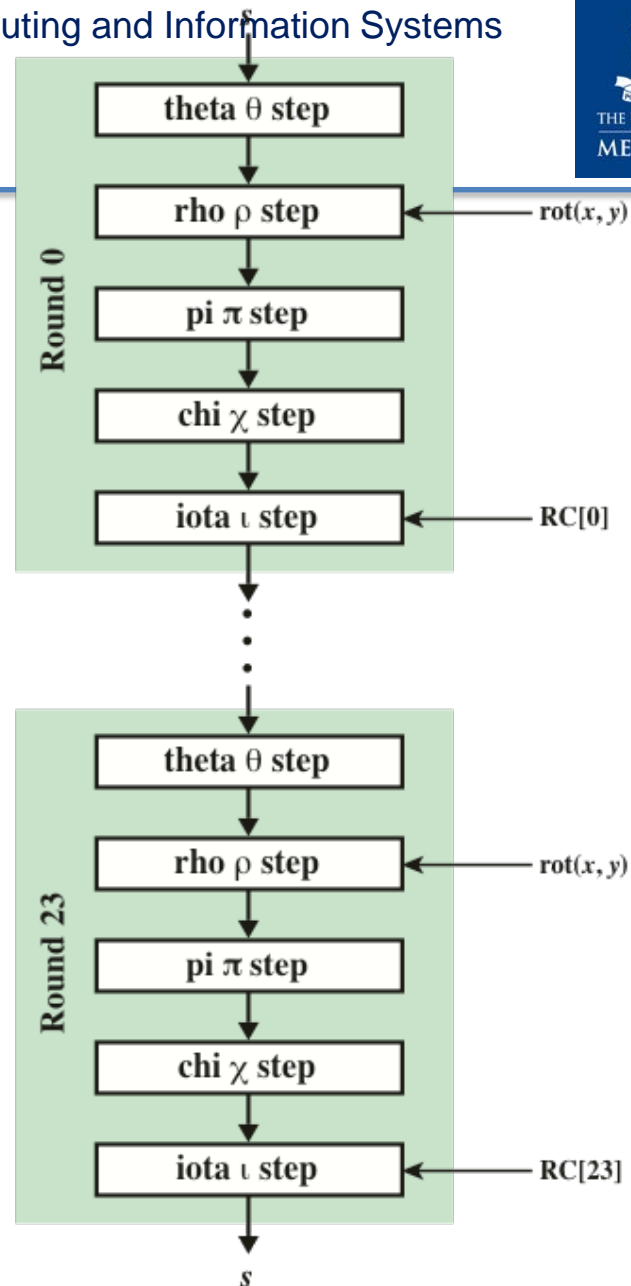 uting and Information Systems
s
THE
ME
theta θ step
rho ρ step
rot(x, y)
Round 0
pi π step
chi χ step
iota ι step
RC[0]
theta θ step
rho ρ step
rot(x, y)
Round 23
pi π step
chi χ step
iota ι step
RC[23]
s